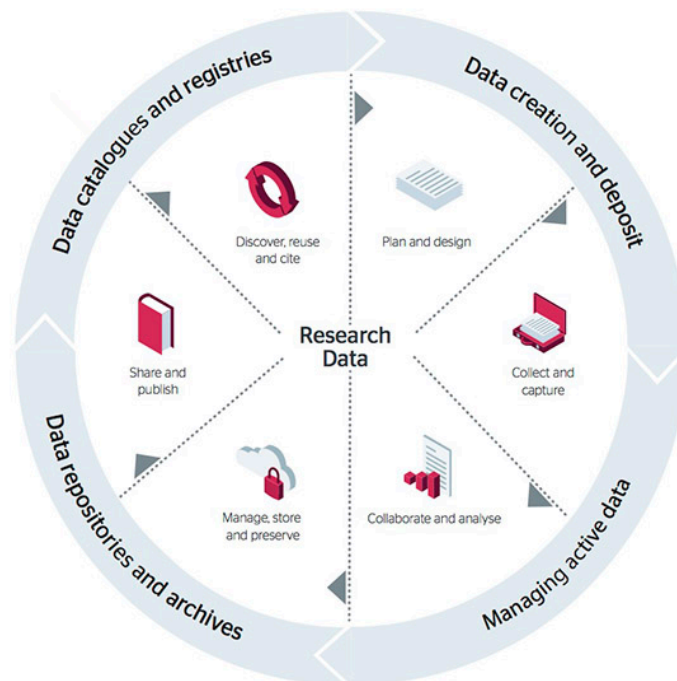 Data catalogues and registries
Data creation and deposit
Discover, reuse
and cite
Plan and design
Research
Data
Share and
publish
Collect and
capture
Manage, store
and preserve
Collaborate and analyse
Data repositories and archives
Managing active data